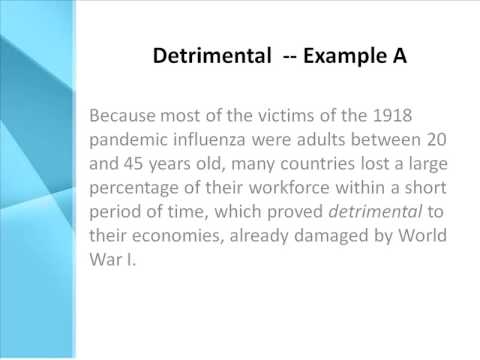 Detrimental -- Example A
Because most of the victims of the 1918
pandemic influenza were adults between 20
and 45 years old, many countries lost a large
percentage of their workforce within a short
period of time, which proved detrimental to
their economies, already damaged by World
War I.